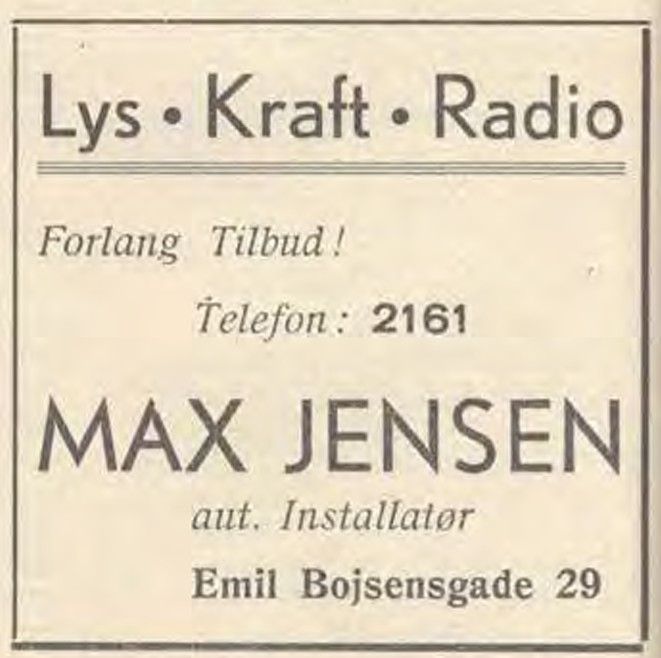 Lys • Kraft • Radio
Forlang Tilbud!
Telefon: 2161
MAX JENSEN
aut. Installatør
Emil Bojsensgade 29